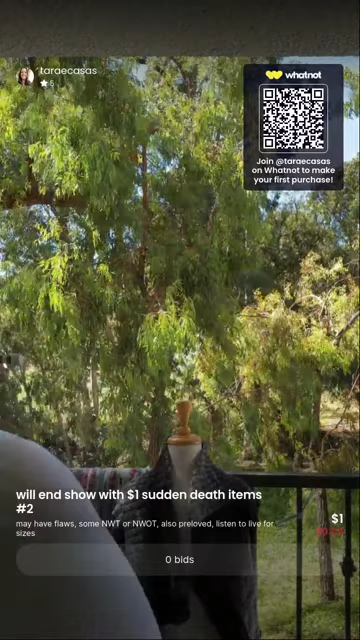 taraecasas
★ 5
whatnot
Join @taraecasas
on Whatnot to make
your first purchase!
will end show with $1 sudden death items
#2
may have flaws, some NWT or NWOT, also preloved, listen to live for
sizes
$1
0 bids